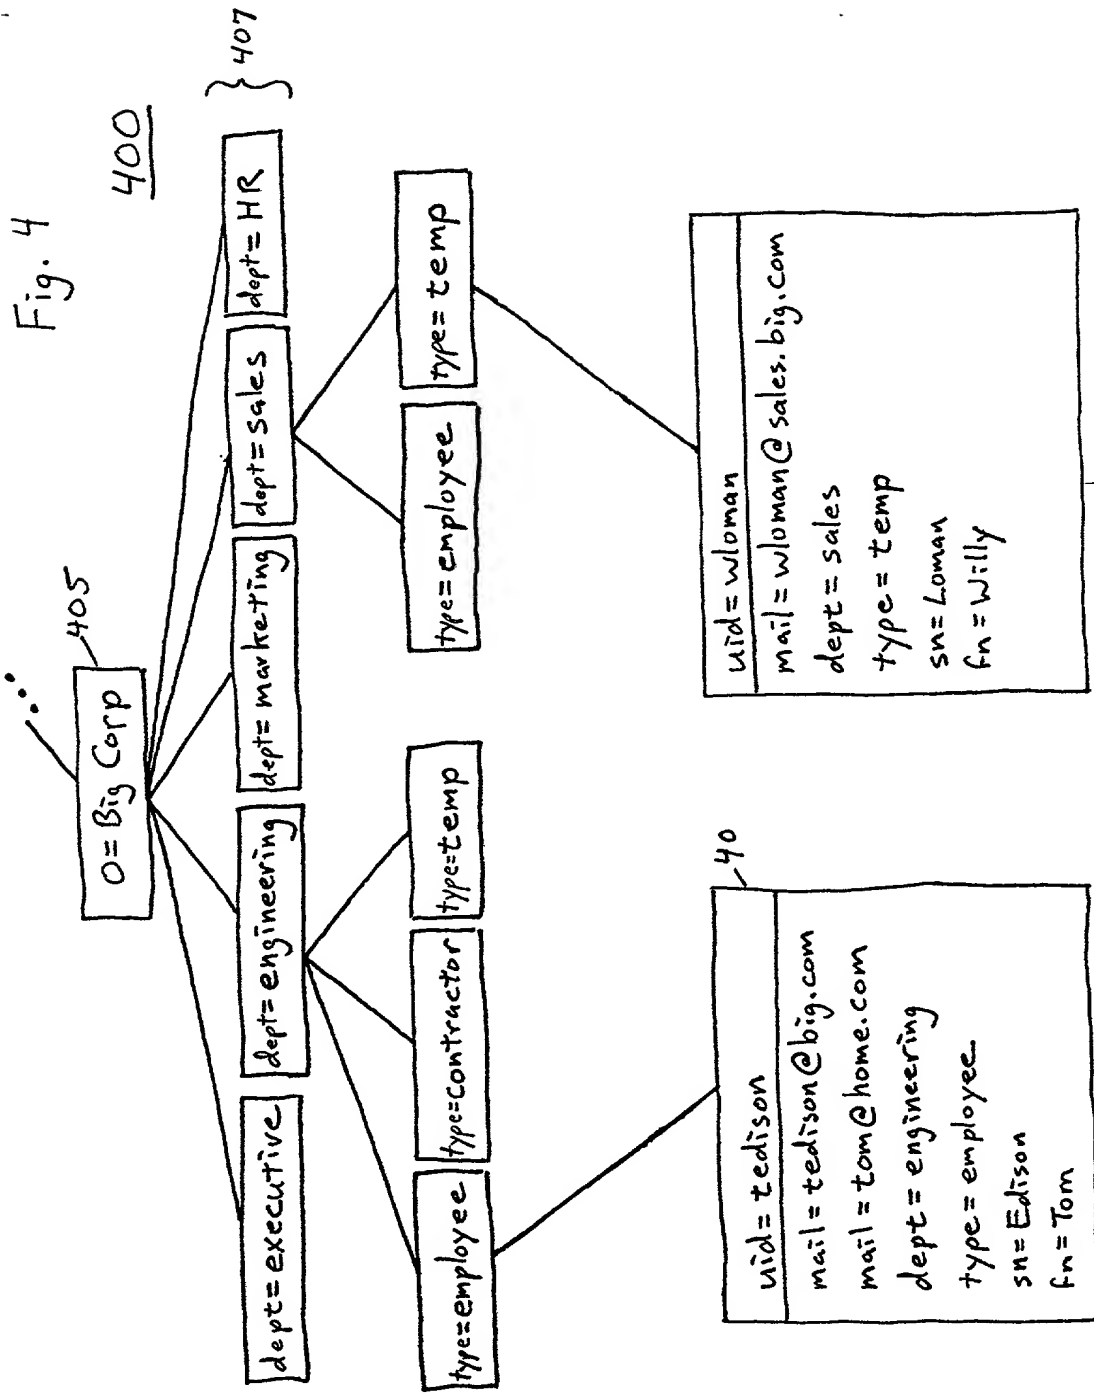 Fig. 4
400
O=Big Corp
405
407
dept=executive
dept=engineering
dept=marketing
dept=sales
dept=HR
type=employee
type=contractor
type=temp
type=employee
type=temp
40
uid=tedison
mail=tedison@big.com
mail=tom@home.com
dept=engineering
type=employee
sn=Edison
fn=Tom
uid=wloman
mail=wloman@sales.big.com
dept=sales
type=temp
sn=Loman
fn=Willy